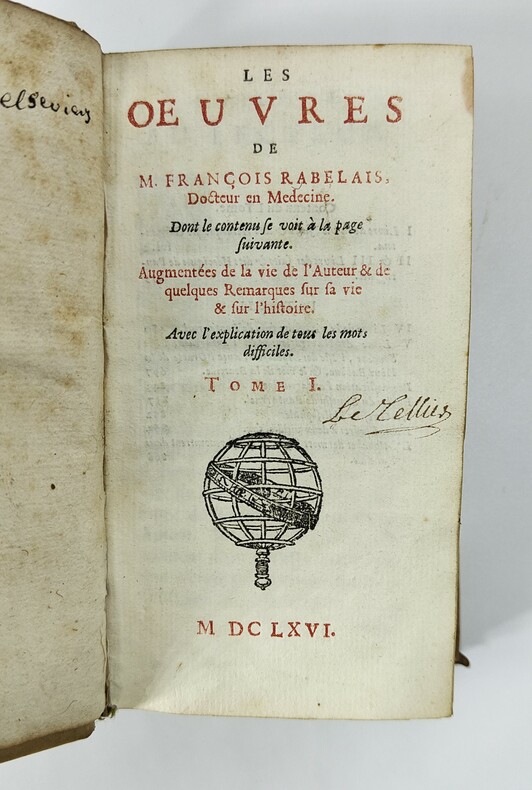 elseviers
LES
OEUVRES
DE
M. FRANÇOIS RABELAIS,
Docteur en Medecine.
Dont le contenu se voit à la page
suivante.
Augmentées de la vie de l'Auteur & de
quelques Remarques sur sa vie
& sur l'histoire.
Avec l'explication de tous les mots
difficiles.
TOME I.
Le Tellier
M DC LXVI.